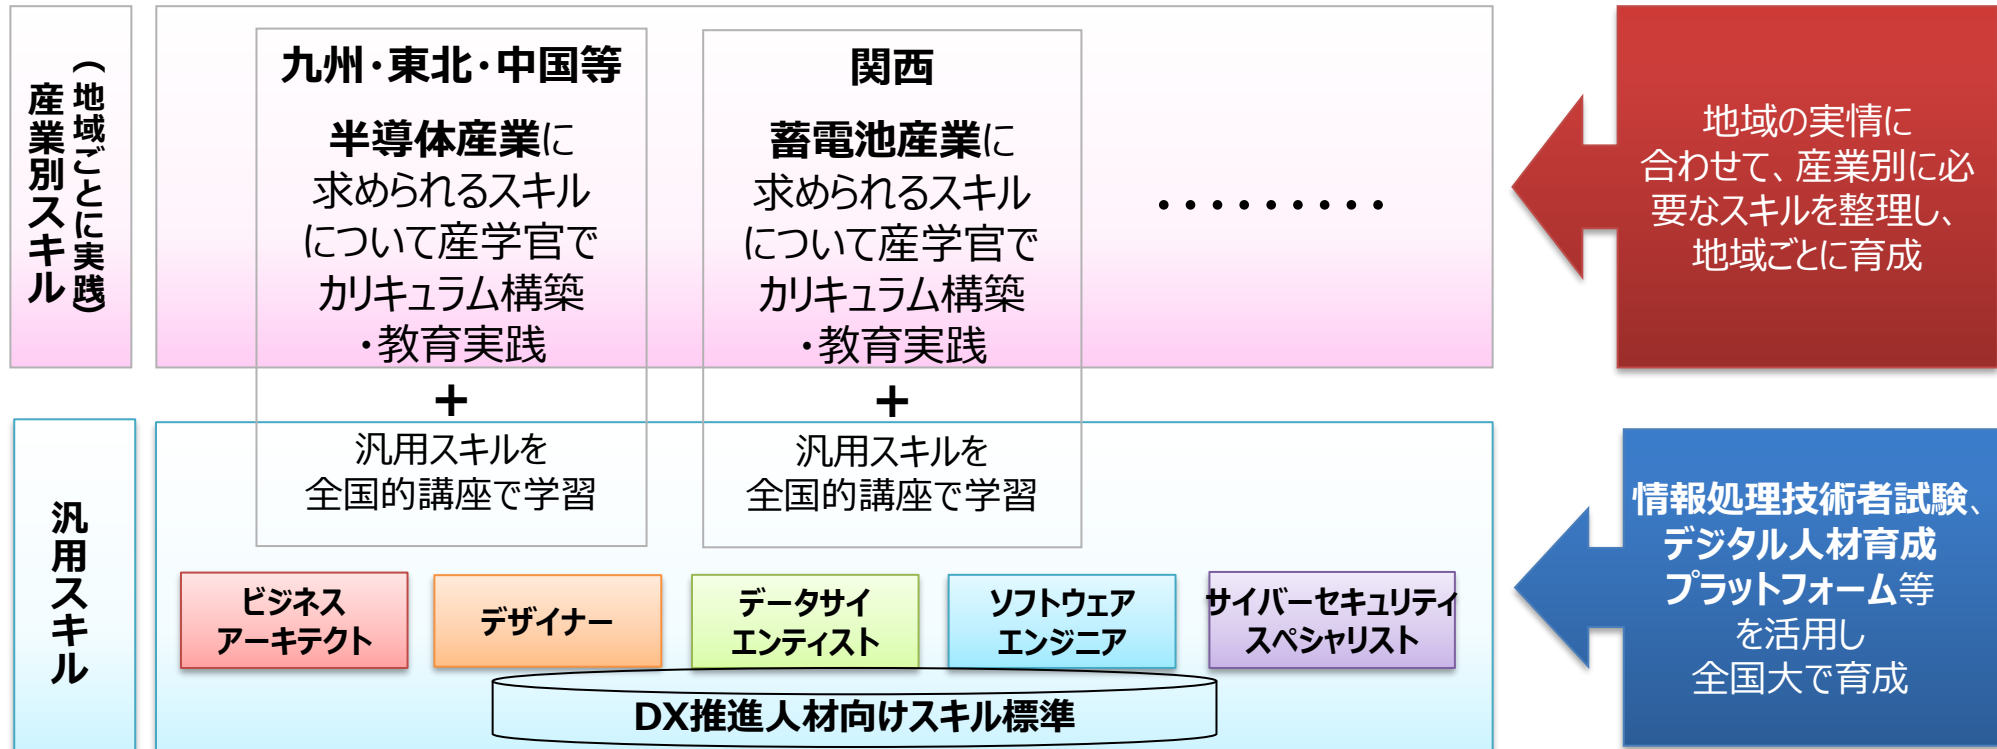 産業別スキル
（地域ごとに実践）
九州・東北・中国等
半導体産業に
求められるスキル
について産学官で
カリキュラム構築
・教育実践
＋
汎用スキルを
全国的講座で学習
関西
蓄電池産業に
求められるスキル
について産学官で
カリキュラム構築
・教育実践
＋
汎用スキルを
全国的講座で学習
・・・・・・・・・
地域の実情に
合わせて、産業別に必
要なスキルを整理し、
地域ごとに育成
汎用スキル
ビジネス
アーキテクト
デザイナー
データサイ
エンティスト
ソフトウェア
エンジニア
サイバーセキュリティ
スペシャリスト
DX推進人材向けスキル標準
情報処理技術者試験、
デジタル人材育成
プラットフォーム等
を活用し
全国大で育成